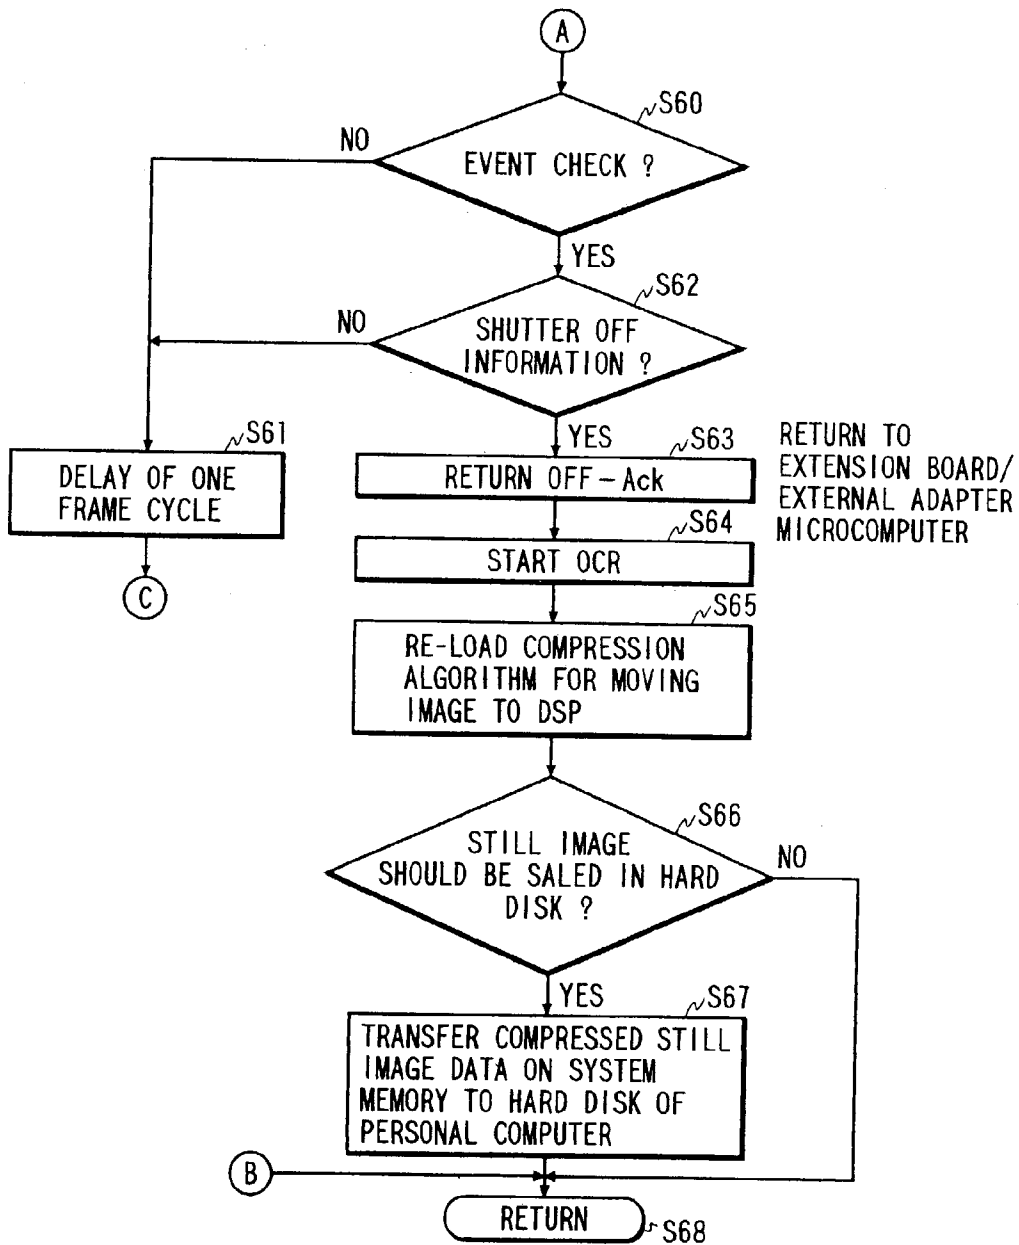 A
S60
NO
EVENT CHECK ?
YES
S62
NO
SHUTTER OFF
INFORMATION ?
YES
S61
DELAY OF ONE
FRAME CYCLE
C
S63
RETURN OFF-Ack
RETURN TO
EXTENSION BOARD/
EXTERNAL ADAPTER
MICROCOMPUTER
S64
START OCR
S65
RE-LOAD COMPRESSION
ALGORITHM FOR MOVING
IMAGE TO DSP
S66
STILL IMAGE
SHOULD BE SALED IN HARD
DISK ?
NO
YES
S67
TRANSFER COMPRESSED STILL
IMAGE DATA ON SYSTEM
MEMORY TO HARD DISK OF
PERSONAL COMPUTER
B
RETURN
S68